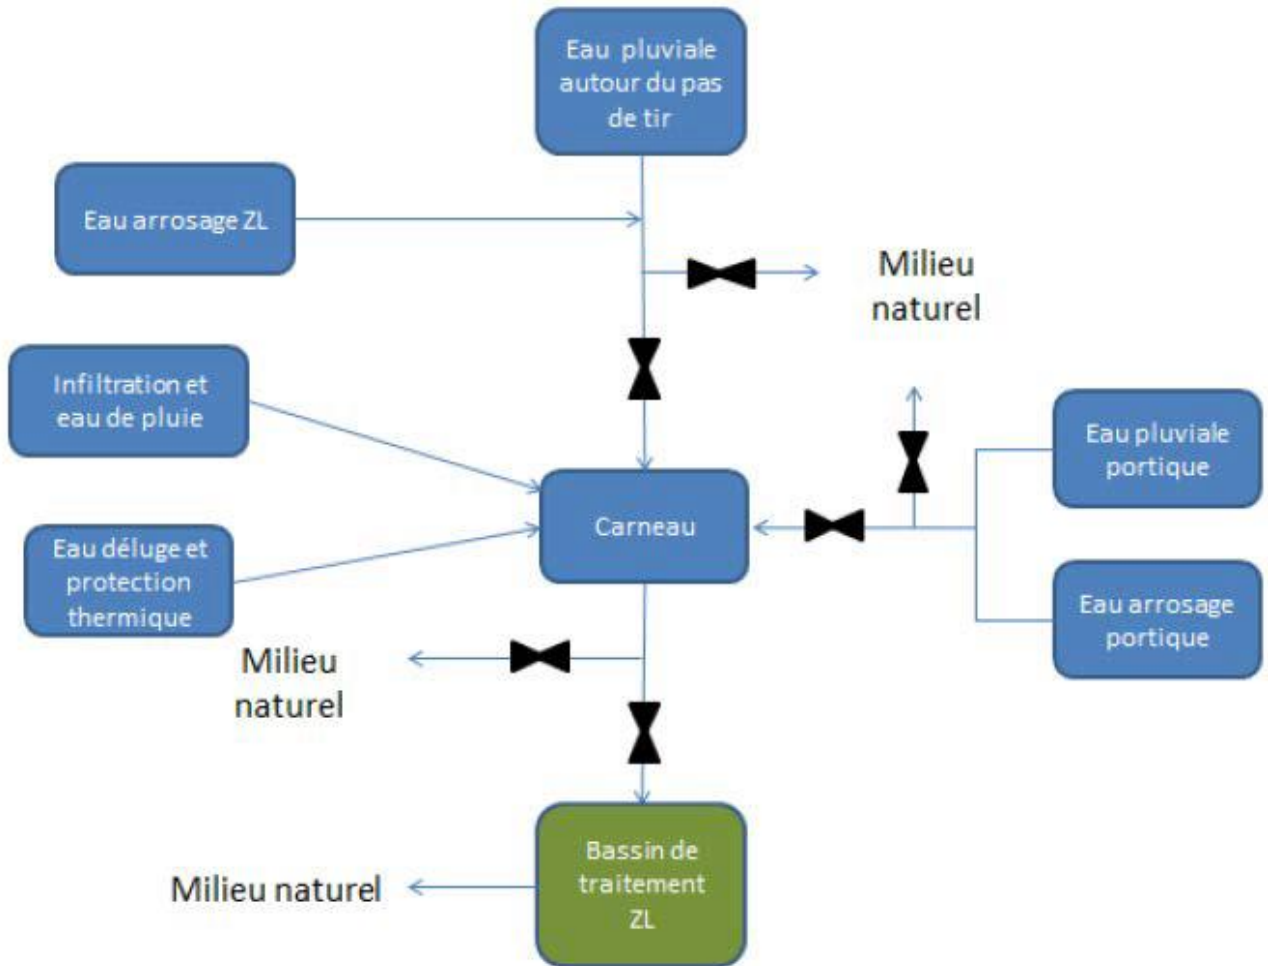 Eau pluviale
autour du pas
de tir
Eau arrosage ZL
Milieu
naturel
Infiltration et
eau de pluie
Eau pluviale
portique
Carneau
Eau déluge et
protection
thermique
Eau arrosage
portique
Milieu
naturel
Bassin de
traitement
ZL
Milieu naturel